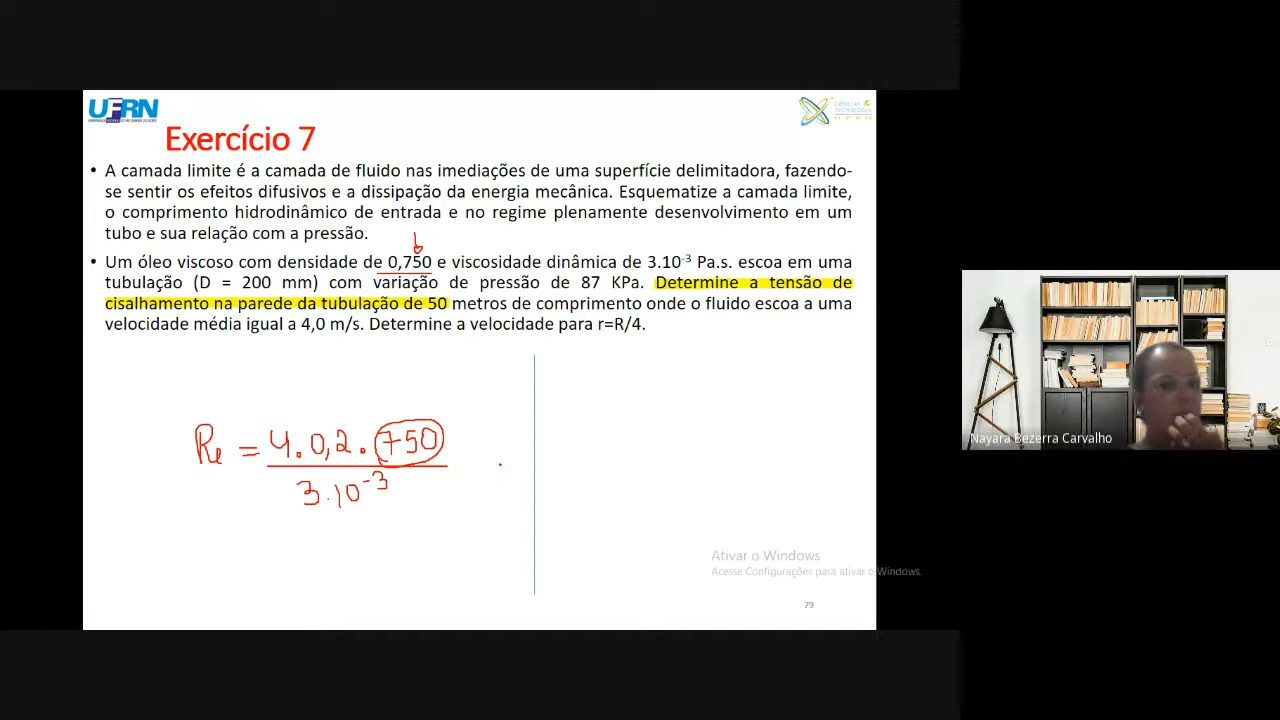 UFRN
CIÊNCIAS &
TECNOLOGIA
UFRN
Exercício 7
• A camada limite é a camada de fluido nas imediações de uma superfície delimitadora, fazendo-
se sentir os efeitos difusivos e a dissipação da energia mecânica. Esquematize a camada limite,
o comprimento hidrodinâmico de entrada e no regime plenamente desenvolvimento em um
tubo e sua relação com a pressão.
• Um óleo viscoso com densidade de 0,750 e viscosidade dinâmica de 3.10⁻³ Pa.s. escoa em uma
tubulação (D = 200 mm) com variação de pressão de 87 KPa. Determine a tensão de
cisalhamento na parede da tubulação de 50 metros de comprimento onde o fluido escoa a uma
velocidade média igual a 4,0 m/s. Determine a velocidade para r=R/4.
Re = 4.0,2.750
3.10⁻³
Nayara Bezerra Carvalho
Ativar o Windows
Acesse Configurações para ativar o Windows.
79